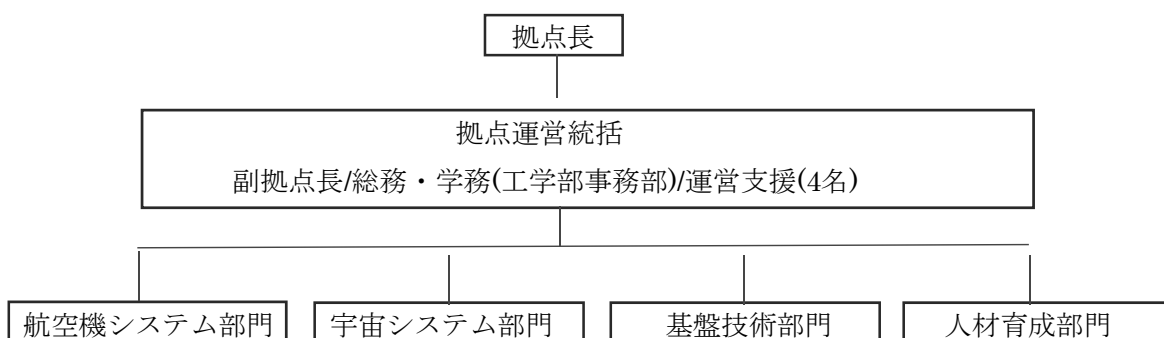 拠点長
拠点運営統括
副拠点長/総務・学務(工学部事務部)/運営支援(4名)
航空機システム部門
宇宙システム部門
基盤技術部門
人材育成部門